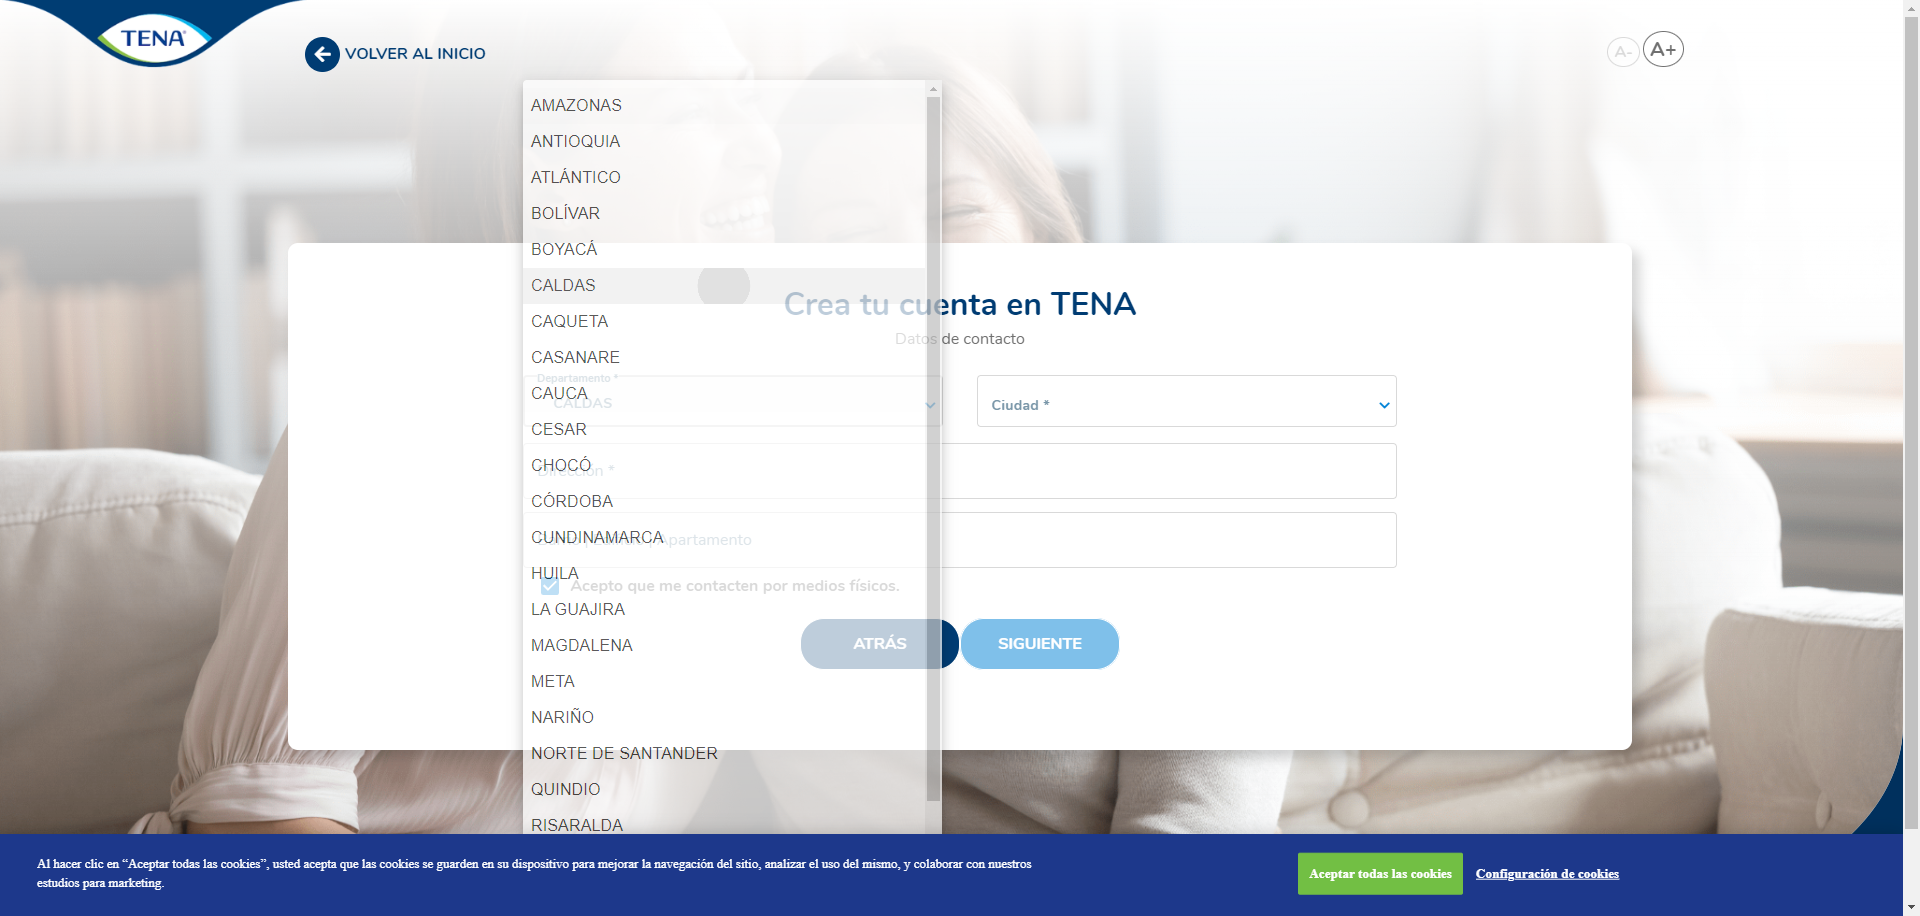 TENA
VOLVER AL INICIO
A-
A+
AMAZONAS
ANTIOQUIA
ATLÁNTICO
BOLÍVAR
BOYACÁ
CALDAS
CAQUETA
CASANARE
CAUCA
CESAR
CHOCÓ
CÓRDOBA
CUNDINAMARCA
HUILA
LA GUAJIRA
MAGDALENA
META
NARIÑO
NORTE DE SANTANDER
QUINDIO
RISARALDA
Crea tu cuenta en TENA
Datos de contacto
Departamento *
CALDAS
Ciudad *
Dirección *
Apartamento
Acepto que me contacten por medios físicos.
ATRÁS
SIGUIENTE
Al hacer clic en “Aceptar todas las cookies”, usted acepta que las cookies se guarden en su dispositivo para mejorar la navegación del sitio, analizar el uso del mismo, y colaborar con nuestros
estudios para marketing.
Aceptar todas las cookies
Configuración de cookies